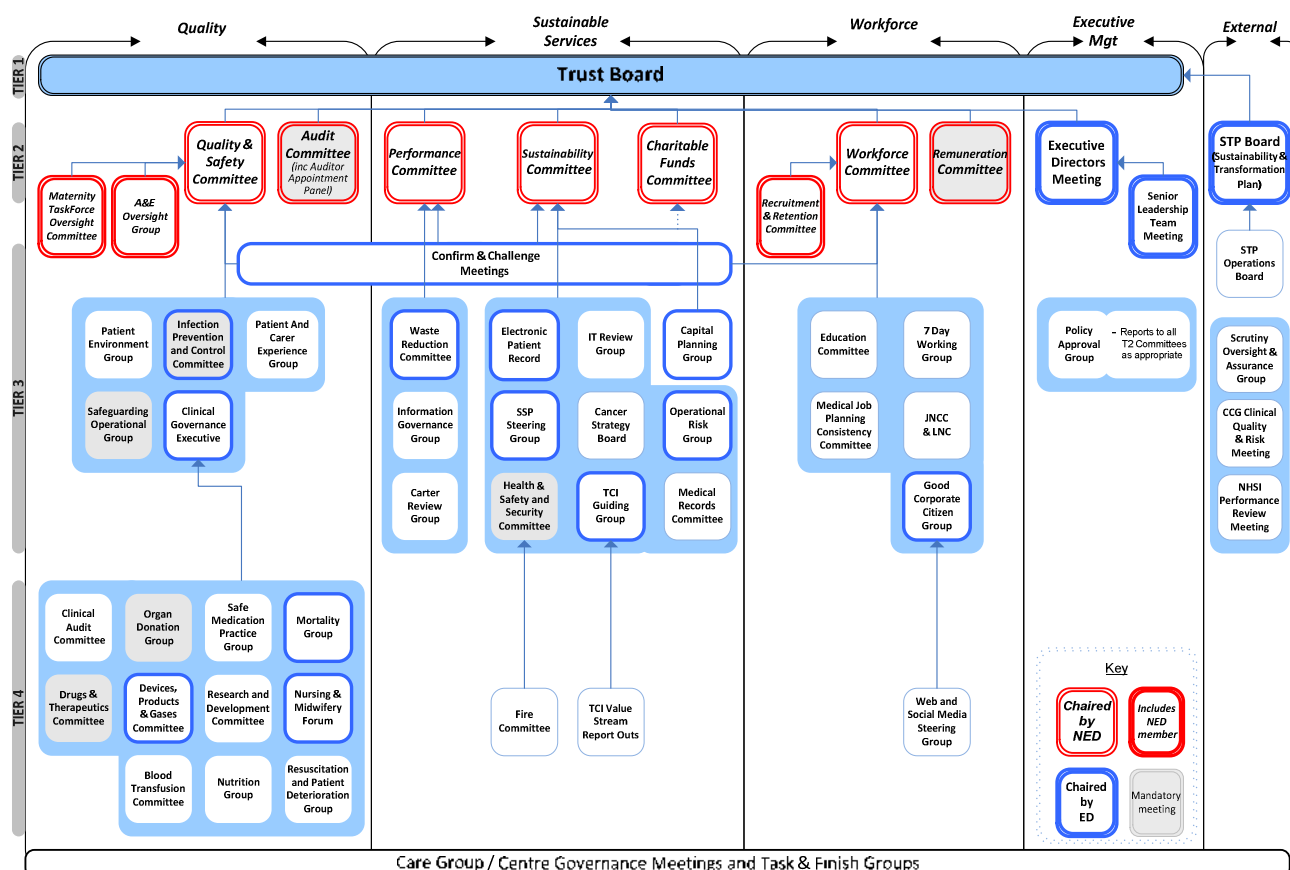 Quality
Sustainable
Services
Workforce
Executive
Mgt
External
TIER 1
Trust Board
TIER 2
Quality &
Safety
Committee
Audit
Committee
(inc Auditor
Appointment
Panel)
Performance
Committee
Sustainability
Committee
Charitable
Funds
Committee
Workforce
Committee
Remuneration
Committee
Executive
Directors
Meeting
STP Board
(Sustainability &
Transformation
Plan)
Maternity
TaskForce
Oversight
Committee
A&E
Oversight
Group
Recruitment
& Retention
Committee
Senior
Leadership
Team
Meeting
STP
Operations
Board
Confirm & Challenge
Meetings
TIER 3
Patient
Environment
Group
Infection
Prevention
and Control
Committee
Patient And
Carer
Experience
Group
Safeguarding
Operational
Group
Clinical
Governance
Executive
Waste
Reduction
Committee
Information
Governance
Group
Carter
Review
Group
Electronic
Patient
Record
IT Review
Group
Capital
Planning
Group
SSP
Steering
Group
Cancer
Strategy
Board
Operational
Risk
Group
Health &
Safety and
Security
Committee
TCI
Guiding
Group
Medical
Records
Committee
Education
Committee
7 Day
Working
Group
Medical Job
Planning
Consistency
Committee
JNCC
& LNC
Good
Corporate
Citizen
Group
Policy
Approval
Group
- Reports to all
T2 Committees
as appropriate
Scrutiny
Oversight &
Assurance
Group
CCG Clinical
Quality
& Risk
Meeting
NHSI
Performance
Review
Meeting
TIER 4
Clinical
Audit
Committee
Organ
Donation
Group
Safe
Medication
Practice
Group
Mortality
Group
Drugs &
Therapeutics
Committee
Devices,
Products
& Gases
Committee
Research and
Development
Committee
Nursing &
Midwifery
Forum
Blood
Transfusion
Committee
Nutrition
Group
Resuscitation
and Patient
Deterioration
Group
Fire
Committee
TCI Value
Stream
Report Outs
Web and
Social Media
Steering
Group
Key
Chaired
by
NED
Includes
NED
member
Chaired
by
ED
Mandatory
meeting
Care Group / Centre Governance Meetings and Task & Finish Groups